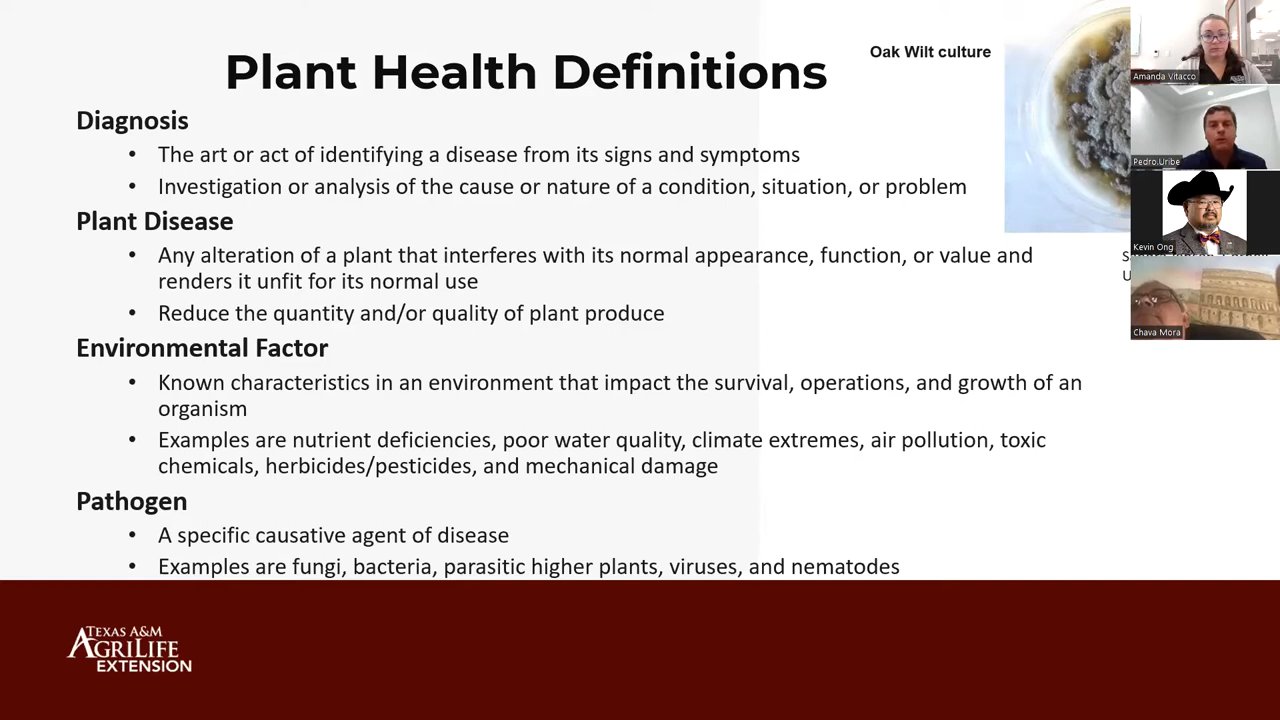 Plant Health Definitions
Oak Wilt culture
Diagnosis
• The art or act of identifying a disease from its signs and symptoms
• Investigation or analysis of the cause or nature of a condition, situation, or problem
Plant Disease
• Any alteration of a plant that interferes with its normal appearance, function, or value and
renders it unfit for its normal use
• Reduce the quantity and/or quality of plant produce
Environmental Factor
• Known characteristics in an environment that impact the survival, operations, and growth of an
organism
• Examples are nutrient deficiencies, poor water quality, climate extremes, air pollution, toxic
chemicals, herbicides/pesticides, and mechanical damage
Pathogen
• A specific causative agent of disease
• Examples are fungi, bacteria, parasitic higher plants, viruses, and nematodes
Amanda Vitacco
Pedro Uribe
Kevin Ong
Chava Mora
TEXAS A&M
AGRILIFE
EXTENSION